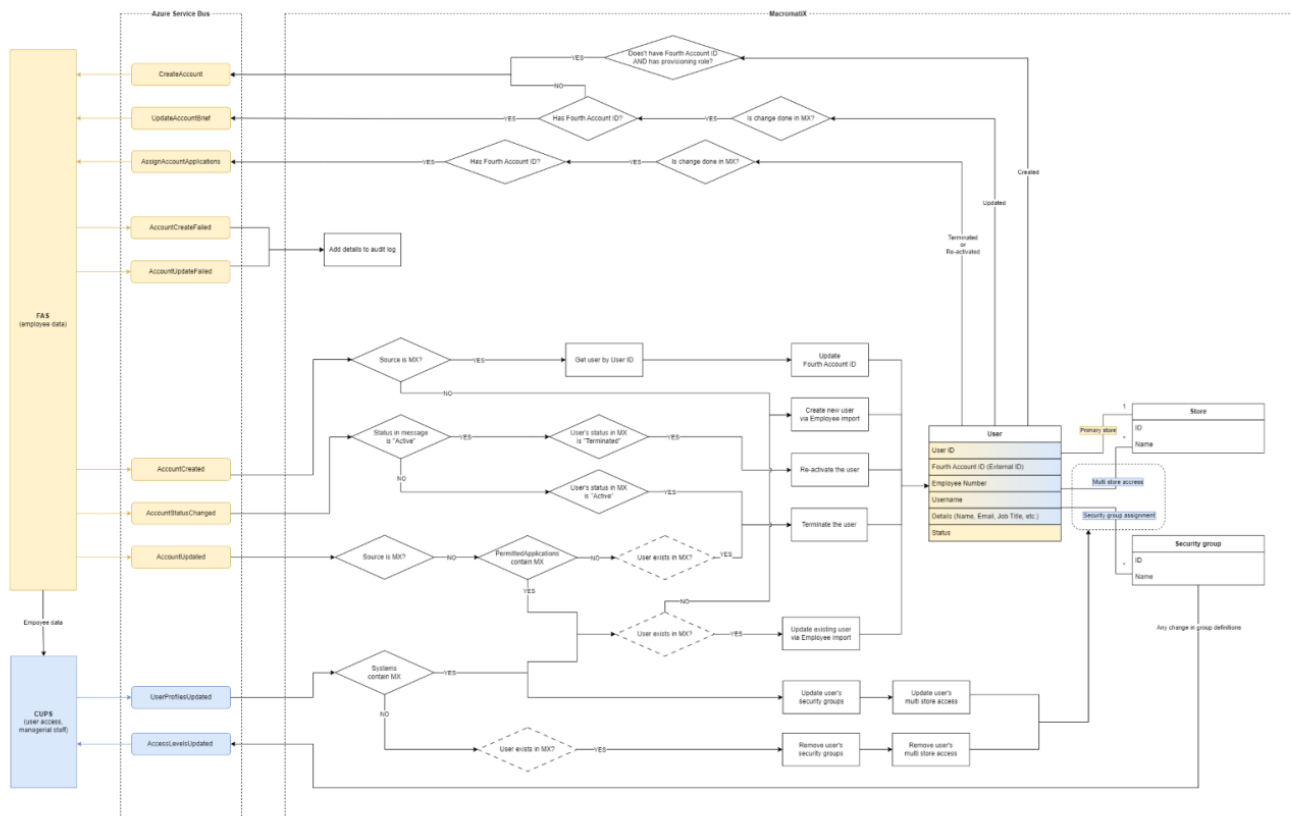 Azure Service Bus
MacromatiX
Does't have Fourth Account ID
AND has provisioning role?
YES
CreateAccount
NO
UpdateAccountBrief
YES
Has Fourth Account ID?
YES
Is change done in MX?
AssignAccountApplications
YES
Has Fourth Account ID?
YES
Is change done in MX?
Created
Updated
Terminated
or
Re-activated
AccountCreateFailed
Add details to audit log
AccountUpdateFailed
FAS
(employee data)
Source is MX?
YES
Get user by User ID
Update
Fourth Account ID
NO
Create new user
via Employee import
Status in message
is "Active"
YES
User's status in MX
is "Terminated"
YES
Re-activate the user
AccountCreated
NO
User's status in MX
is "Active"
YES
AccountStatusChanged
Terminate the user
AccountUpdated
Source is MX?
NO
PermittedApplications
contain MX
NO
User exists in MX?
YES
YES
NO
User exists in MX?
YES
Update existing user
via Employee import
User
User ID
Fourth Account ID (External ID)
Employee Number
Username
Details (Name, Email, Job Title, etc.)
Status
Primary store
1
*
Store
ID
Name
Multi store accress
Security group assignment
*
Security group
ID
Name
Any change in group definitions
Empoyee data
CUPS
(user access,
managerial staff)
UserProfilesUpdated
Systems
contain MX
YES
Update user's
security groups
Update user's
multi store access
NO
AccessLevelsUpdated
User exists in MX?
YES
Remove user's
security groups
Remove user's
multi store access